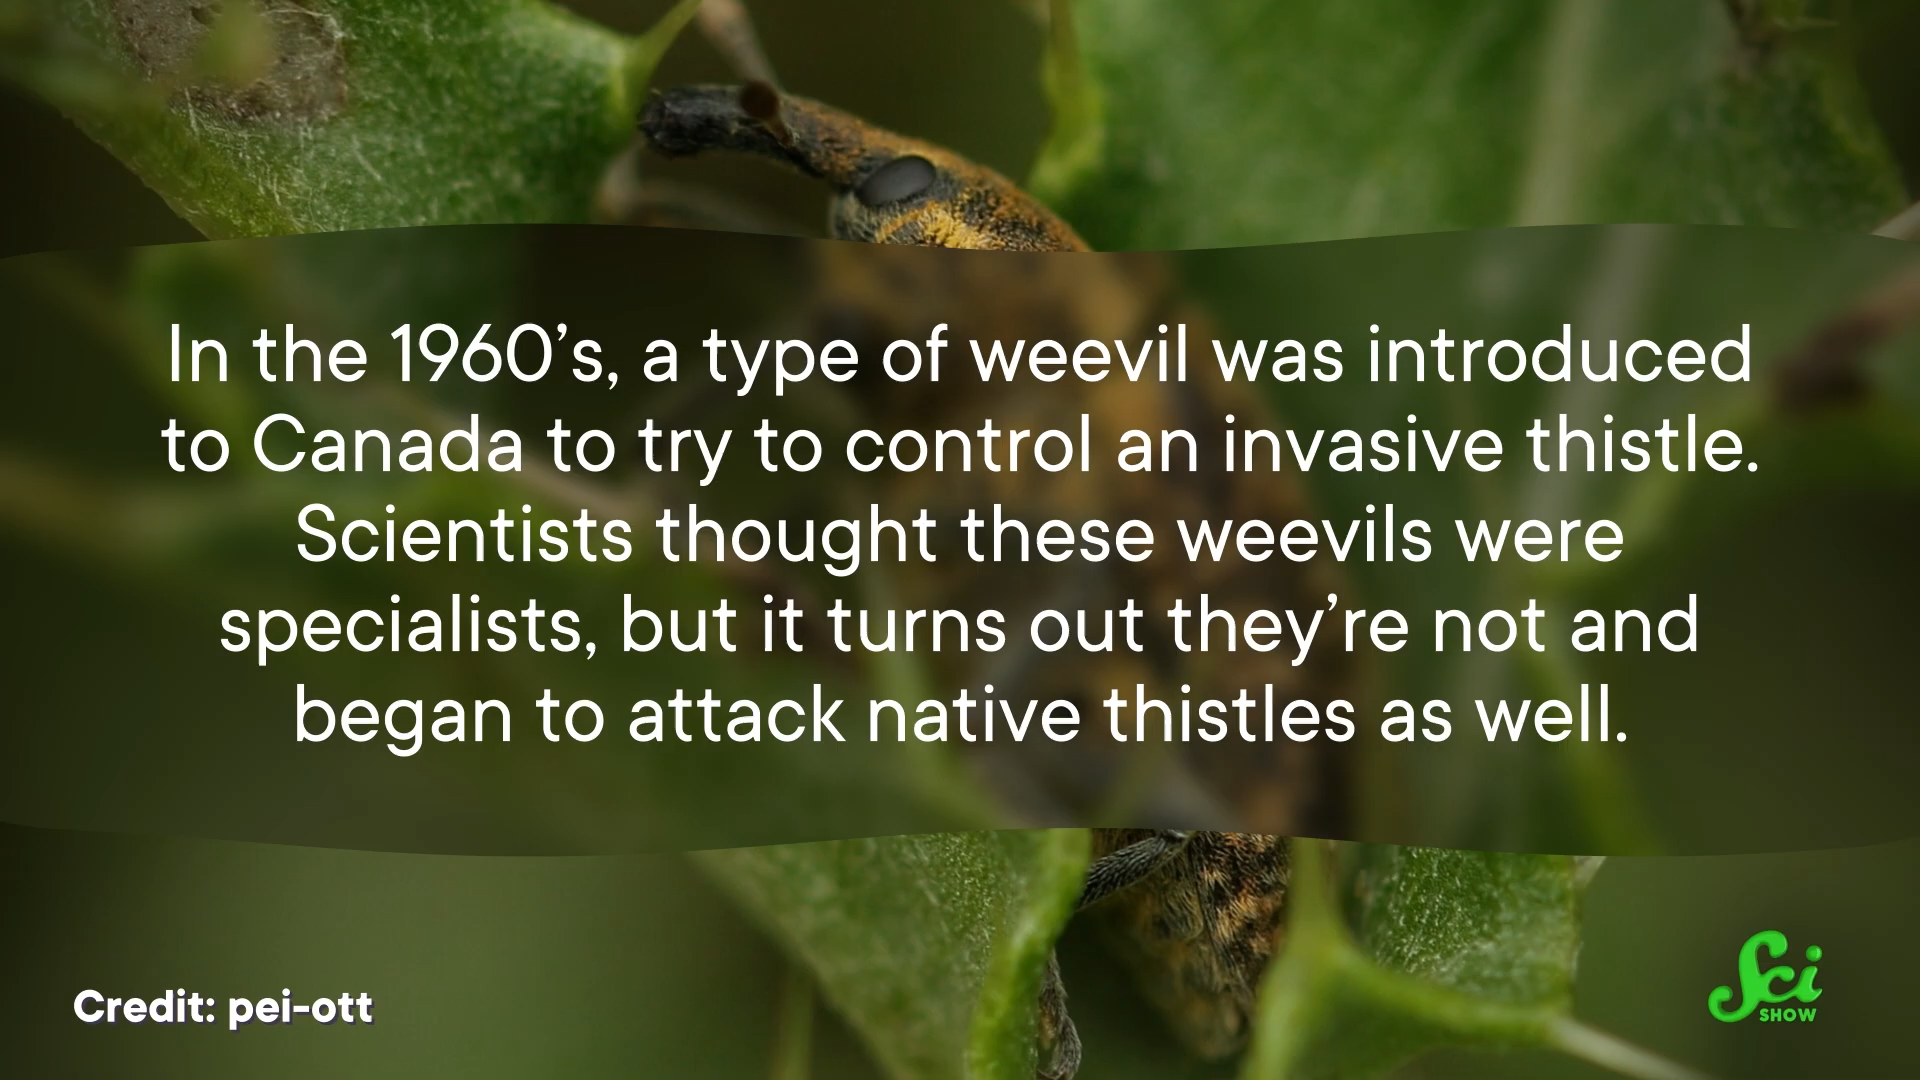 In the 1960’s, a type of weevil was introduced
to Canada to try to control an invasive thistle.
Scientists thought these weevils were
specialists, but it turns out they’re not and
began to attack native thistles as well.
Credit: pei-ott
Sci
SHOW